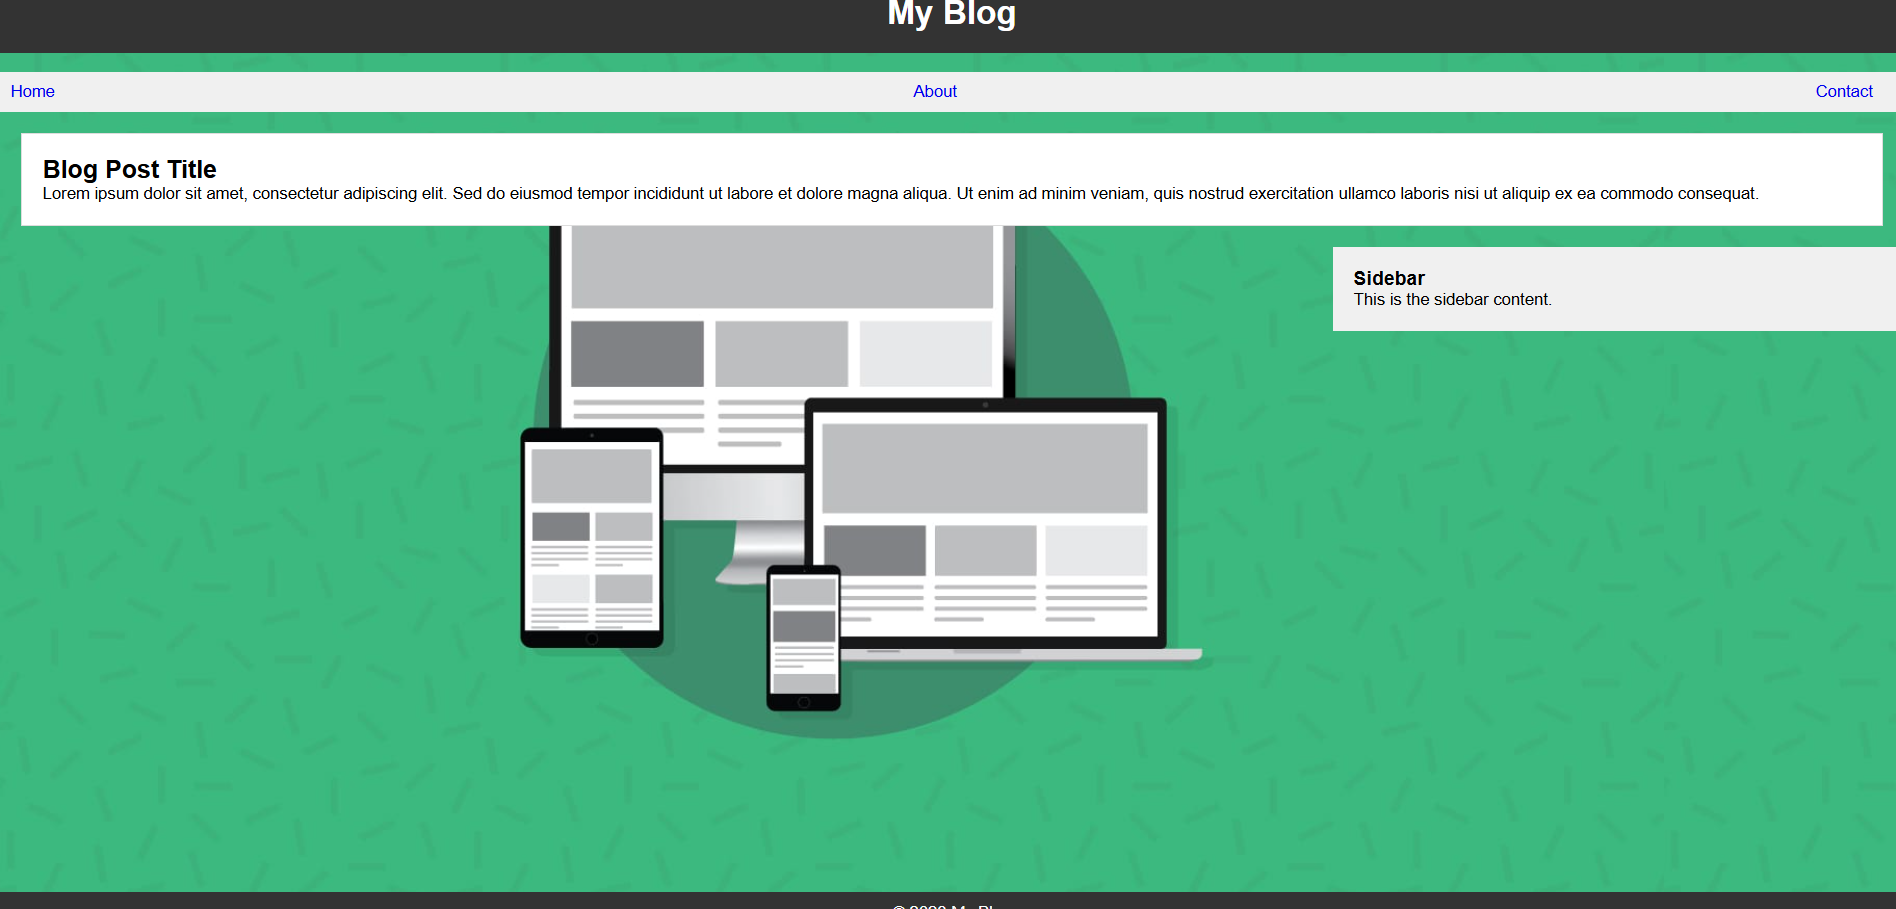 My Blog
Home About Contact
Blog Post Title
Lorem ipsum dolor sit amet, consectetur adipiscing elit. Sed do eiusmod tempor incididunt ut labore et dolore magna aliqua. Ut enim ad minim veniam, quis nostrud exercitation ullamco laboris nisi ut aliquip ex ea commodo consequat.
Sidebar
This is the sidebar content.